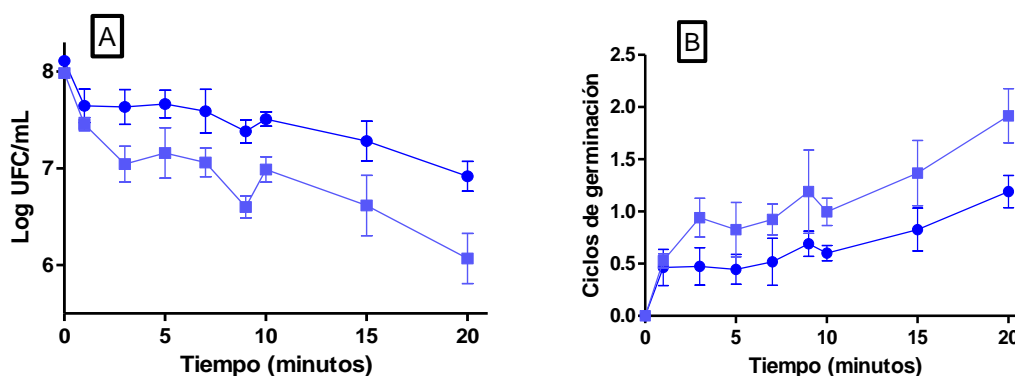 A
Log UFC/mL
8
7
6
0 5 10 15 20
Tiempo (minutos)
B
Ciclos de germinación
2.5
2.0
1.5
1.0
0.5
0.0
0 5 10 15 20
Tiempo (minutos)